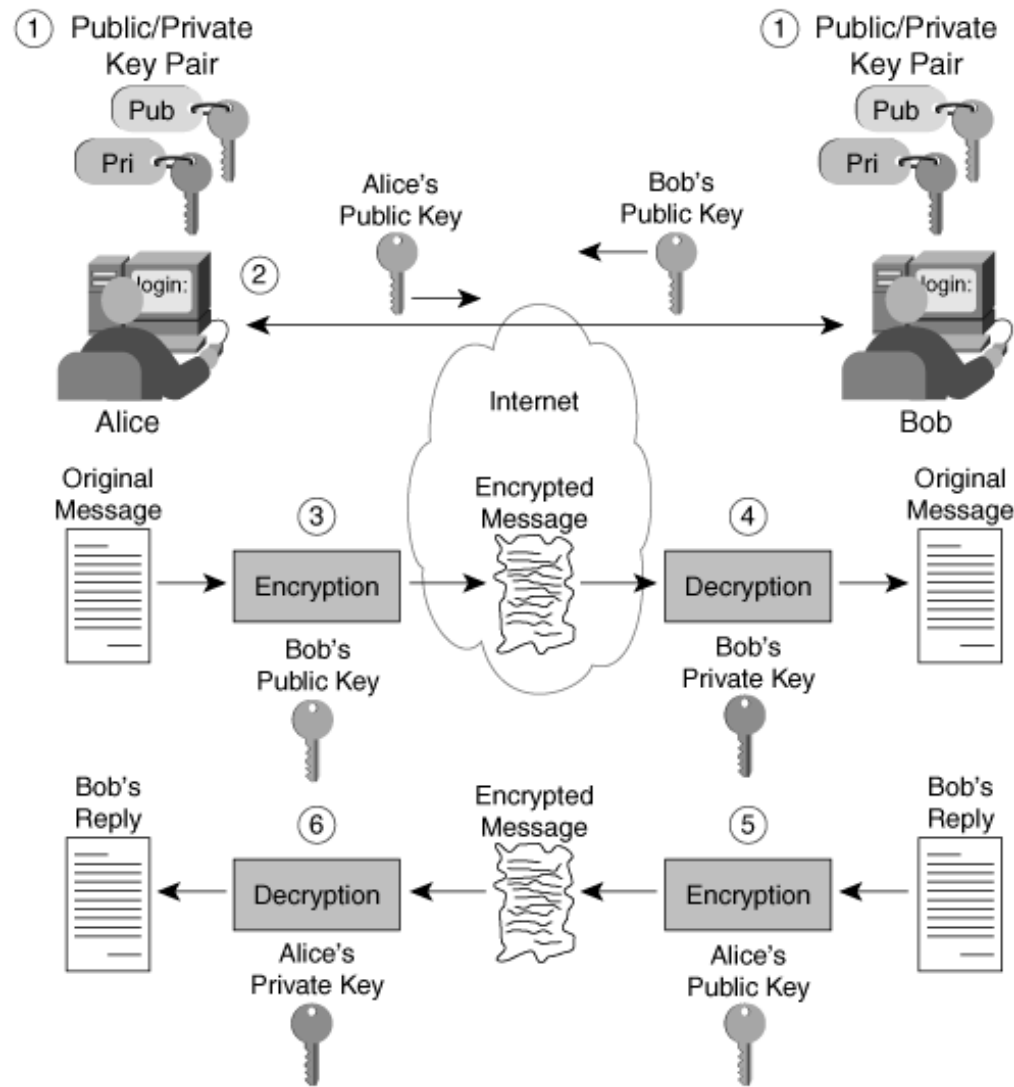 1 Public/Private
Key Pair
Pub
Pri
1 Public/Private
Key Pair
Pub
Pri
Alice's
Public Key
Bob's
Public Key
2
login:
login:
Alice
Internet
Bob
Original
Message
3
Encryption
Bob's
Public Key
Encrypted
Message
4
Decryption
Bob's
Private Key
Original
Message
Bob's
Reply
6
Decryption
Alice's
Private Key
Encrypted
Message
5
Encryption
Alice's
Public Key
Bob's
Reply